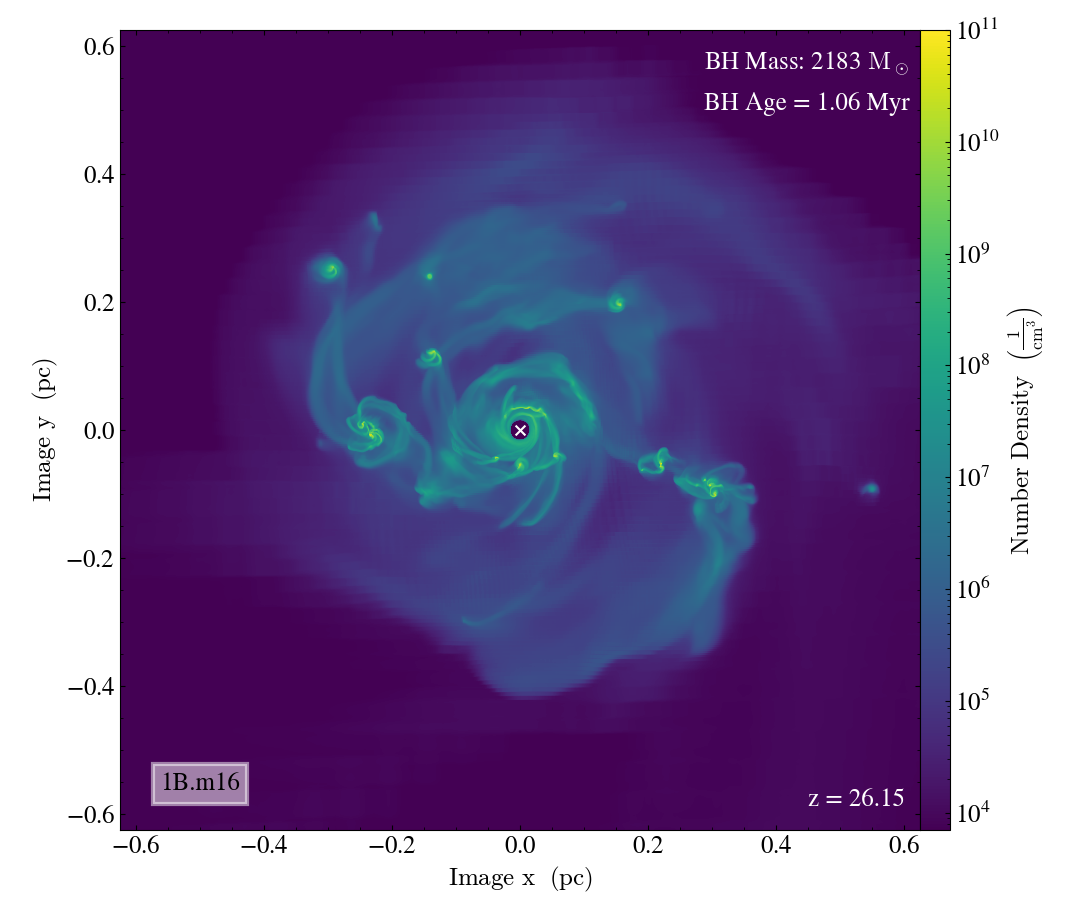 BH Mass: 2183 M☉
BH Age = 1.06 Myr
1B.m16
z = 26.15
0.6
0.4
0.2
0.0
−0.2
−0.4
−0.6
Image y (pc)
−0.6 −0.4 −0.2 0.0 0.2 0.4 0.6
Image x (pc)
10¹¹
10¹⁰
10⁹
10⁸
10⁷
10⁶
10⁵
10⁴
Number Density (1/cm³)